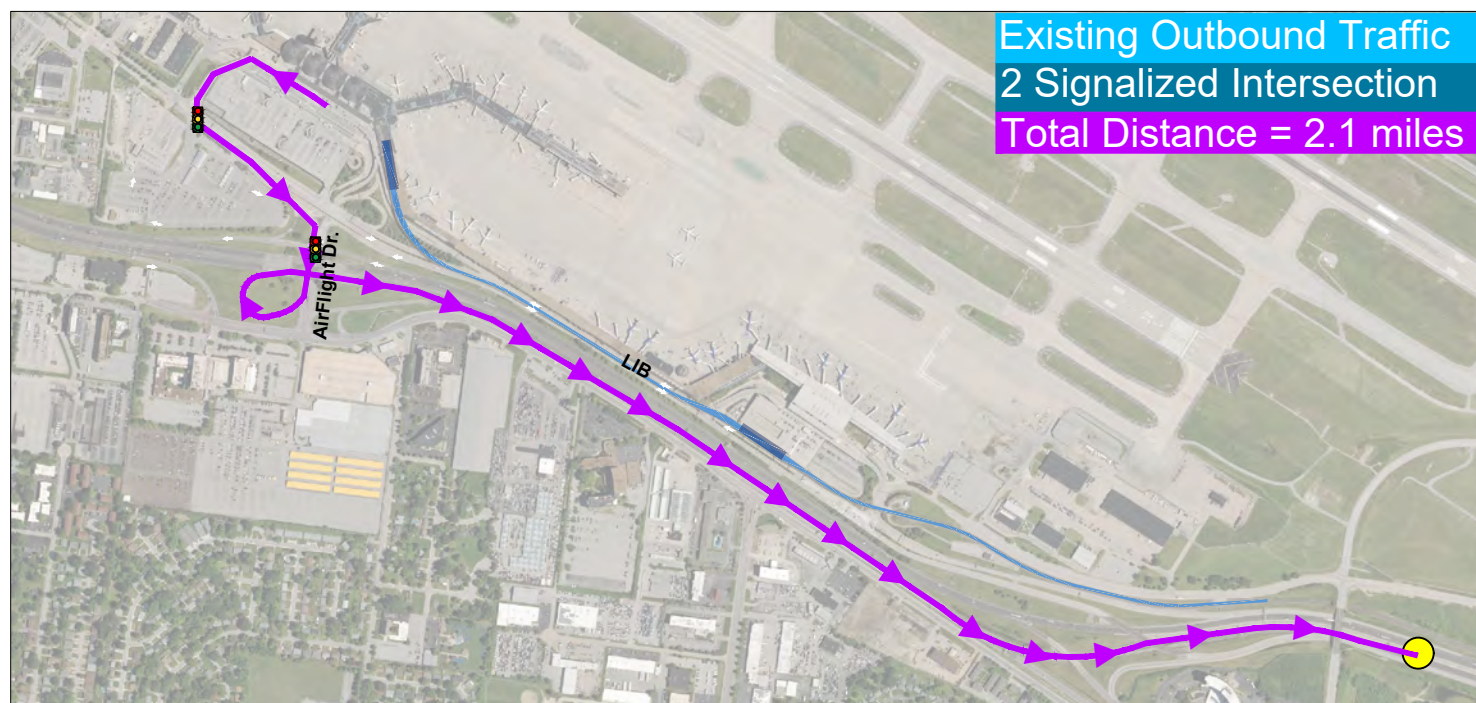 Existing Outbound Traffic
2 Signalized Intersection
Total Distance = 2.1 miles
AirFlight Dr.
LIB